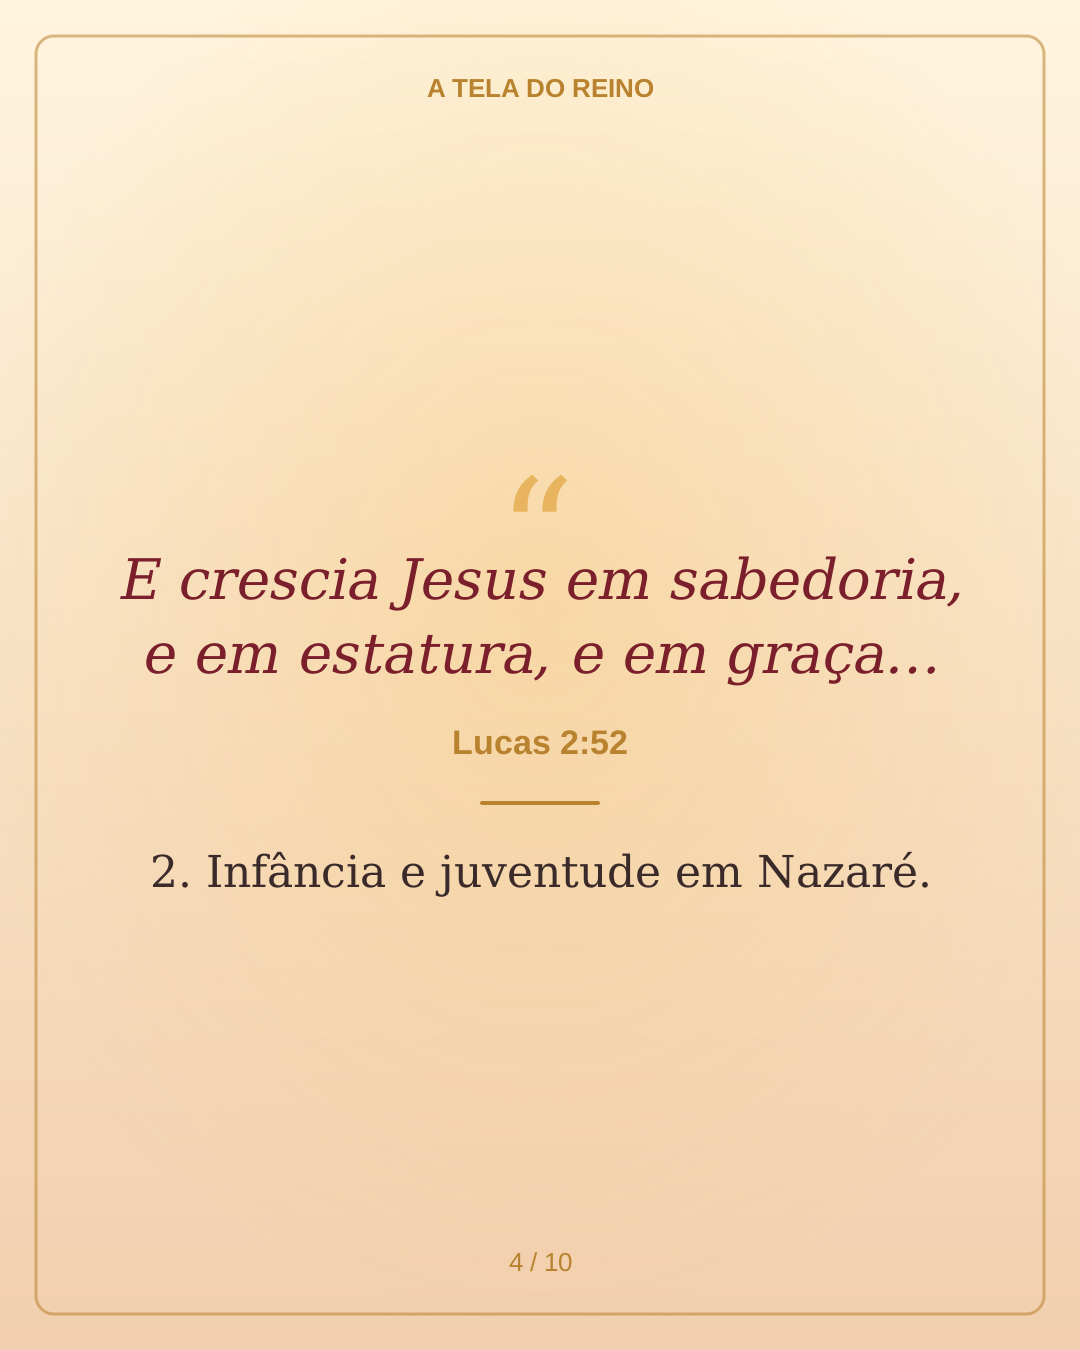 A TELA DO REINO
“
E crescia Jesus em sabedoria,
e em estatura, e em graça...
Lucas 2:52
2. Infância e juventude em Nazaré.
4 / 10